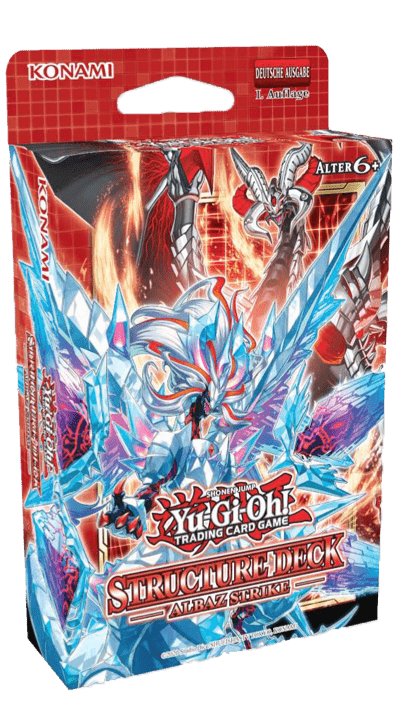 KONAMI
DEUTSCHE AUSGABE
1. Auflage
ALTER 6+
KONAMI
SHONEN JUMP
Yu-Gi-Oh!
TRADING CARD GAME
STRUCTURE DECK
ALBAZ STRIKE